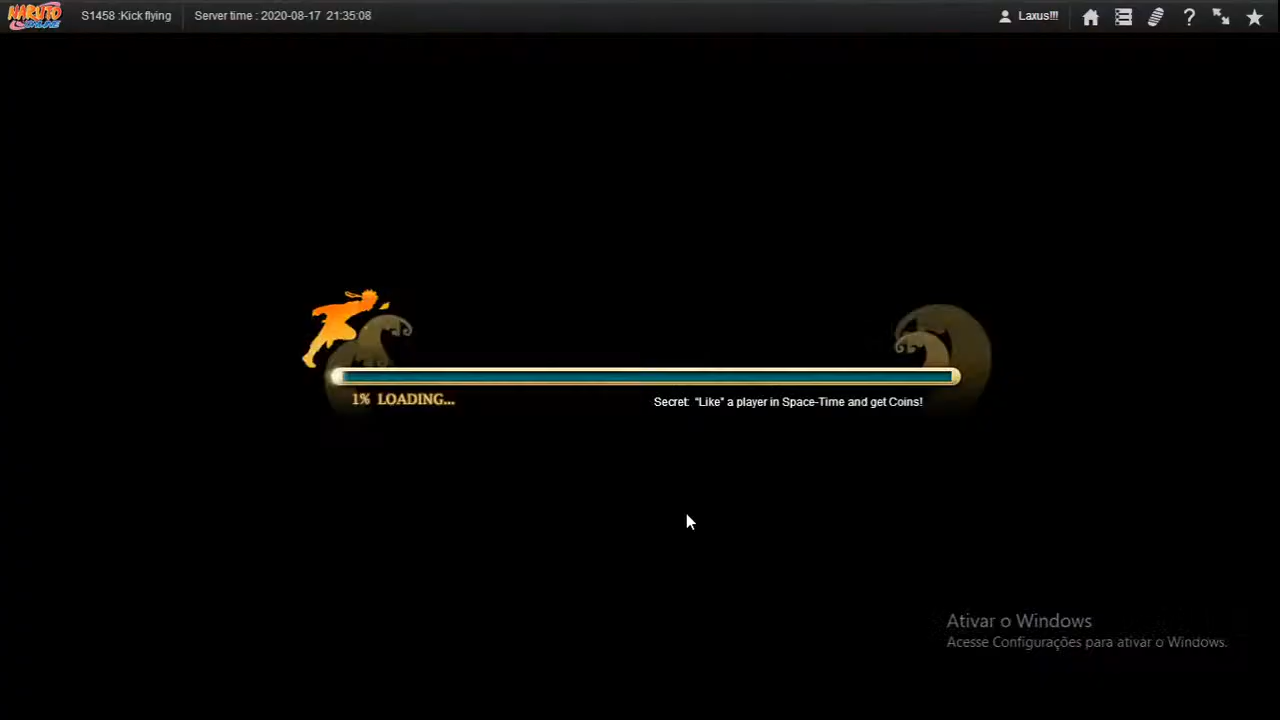 NARUTO
ONLINE
S1458 :Kick flying
Server time : 2020-08-17 21:35:08
Laxus!!!
1% LOADING...
Secret: "Like" a player in Space-Time and get Coins!
Ativar o Windows
Acesse Configurações para ativar o Windows.